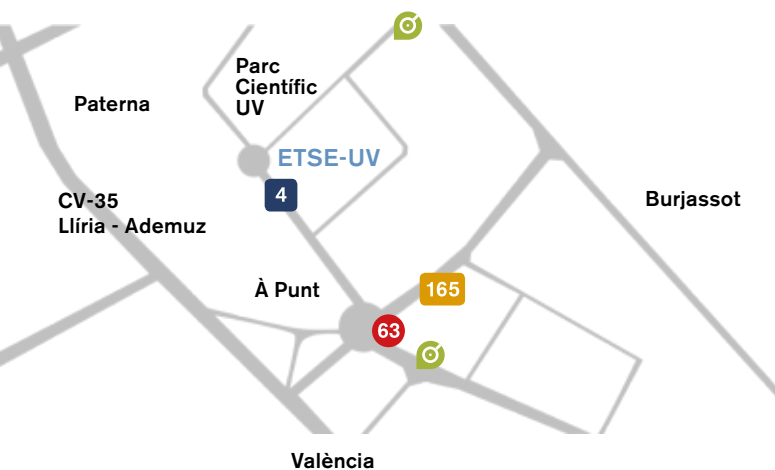 Parc
Científic
UV
Paterna
ETSE-UV
4
CV-35
Llíria - Ademuz
Burjassot
À Punt
165
63
València